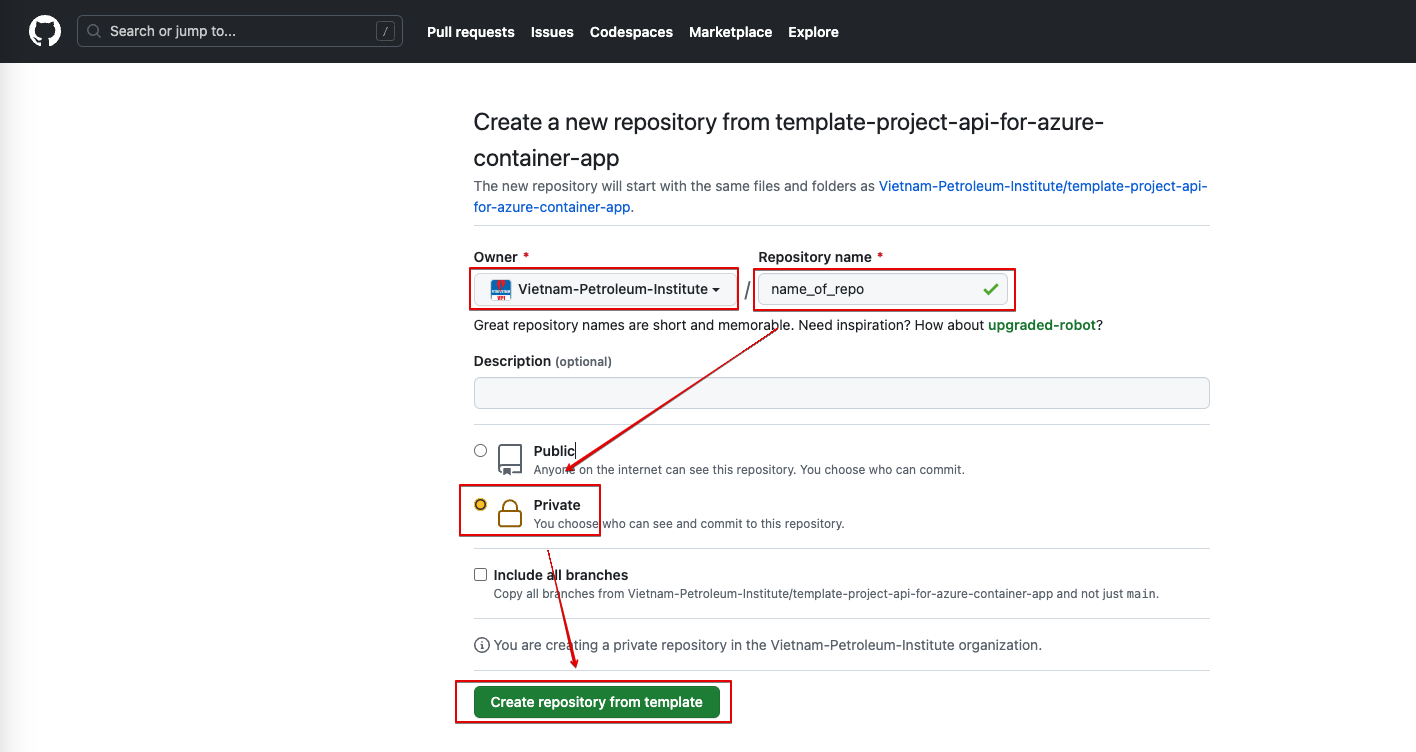 Search or jump to... / Pull requests Issues Codespaces Marketplace Explore
Create a new repository from template-project-api-for-azure-
container-app
The new repository will start with the same files and folders as Vietnam-Petroleum-Institute/template-project-api-
for-azure-container-app.
Owner * Repository name *
Vietnam-Petroleum-Institute / name_of_repo
Great repository names are short and memorable. Need inspiration? How about upgraded-robot?
Description (optional)
Public
Anyone on the internet can see this repository. You choose who can commit.
Private
You choose who can see and commit to this repository.
Include all branches
Copy all branches from Vietnam-Petroleum-Institute/template-project-api-for-azure-container-app and not just main.
You are creating a private repository in the Vietnam-Petroleum-Institute organization.
Create repository from template